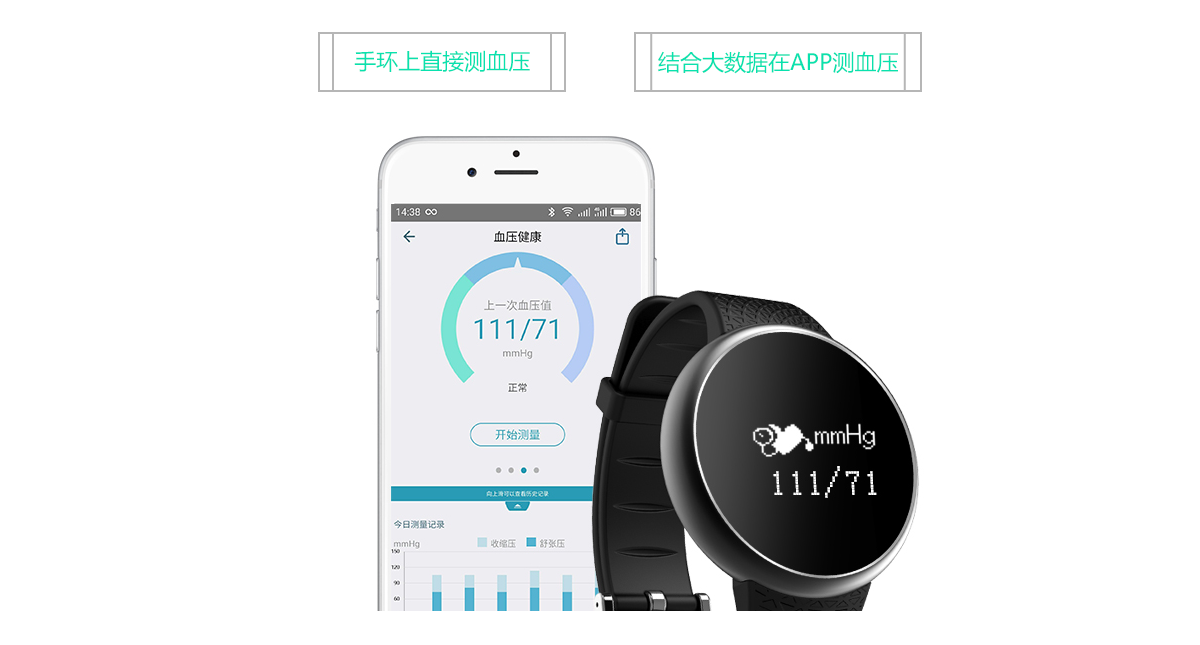 手环上直接测血压
结合大数据在APP测血压
14:38
86
血压健康
上一次血压值
111/71
mmHg
正常
开始测量
向上滑可以查看历史记录
今日测量记录
mmHg
收缩压
舒张压
150
120
90
60
mmHg
111/71